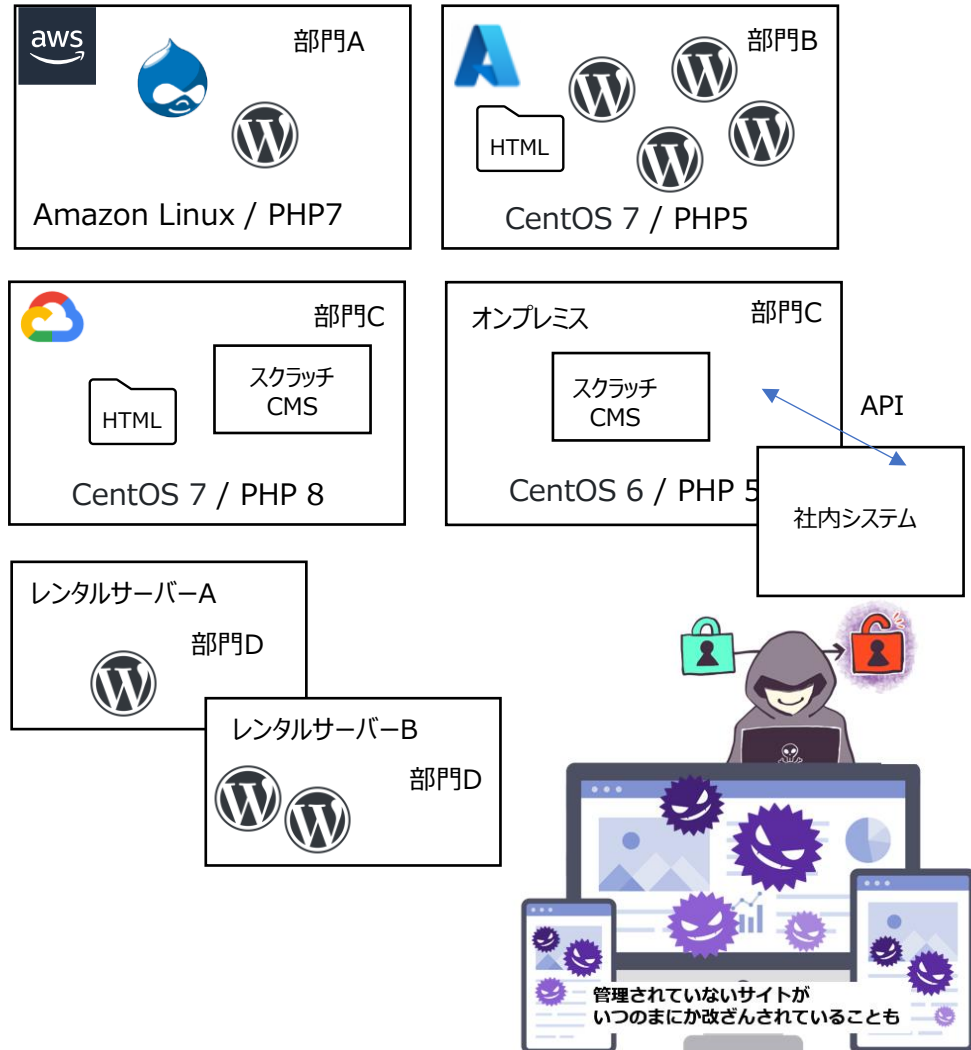 aws
部門A
Amazon Linux / PHP7
部門B
HTML
CentOS 7 / PHP5
部門C
スクラッチ
CMS
HTML
CentOS 7 / PHP 8
オンプレミス
部門C
スクラッチ
CMS
API
CentOS 6 / PHP 5
社内システム
レンタルサーバーA
部門D
レンタルサーバーB
部門D
管理されていないサイトが
いつのまにか改ざんされていることも